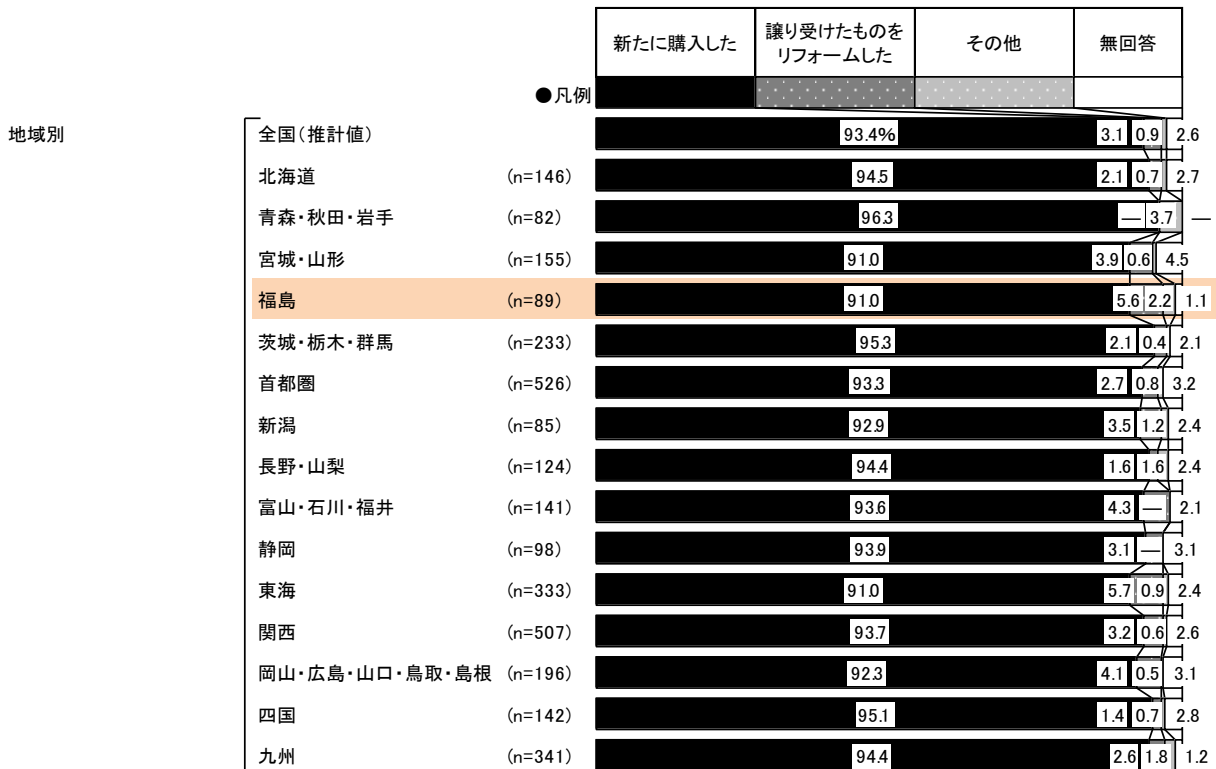 新たに購入した 譲り受けたものを その他 無回答
リフォームした
●凡例
地域別 全国(推計値) 93.4% 3.1 0.9 2.6
北海道 (n=146) 94.5 2.1 0.7 2.7
青森・秋田・岩手 (n=82) 96.3 — 3.7 —
宮城・山形 (n=155) 91.0 3.9 0.6 4.5
福島 (n=89) 91.0 5.6 2.2 1.1
茨城・栃木・群馬 (n=233) 95.3 2.1 0.4 2.1
首都圏 (n=526) 93.3 2.7 0.8 3.2
新潟 (n=85) 92.9 3.5 1.2 2.4
長野・山梨 (n=124) 94.4 1.6 1.6 2.4
富山・石川・福井 (n=141) 93.6 4.3 — 2.1
静岡 (n=98) 93.9 3.1 — 3.1
東海 (n=333) 91.0 5.7 0.9 2.4
関西 (n=507) 93.7 3.2 0.6 2.6
岡山・広島・山口・鳥取・島根 (n=196) 92.3 4.1 0.5 3.1
四国 (n=142) 95.1 1.4 0.7 2.8
九州 (n=341) 94.4 2.6 1.8 1.2